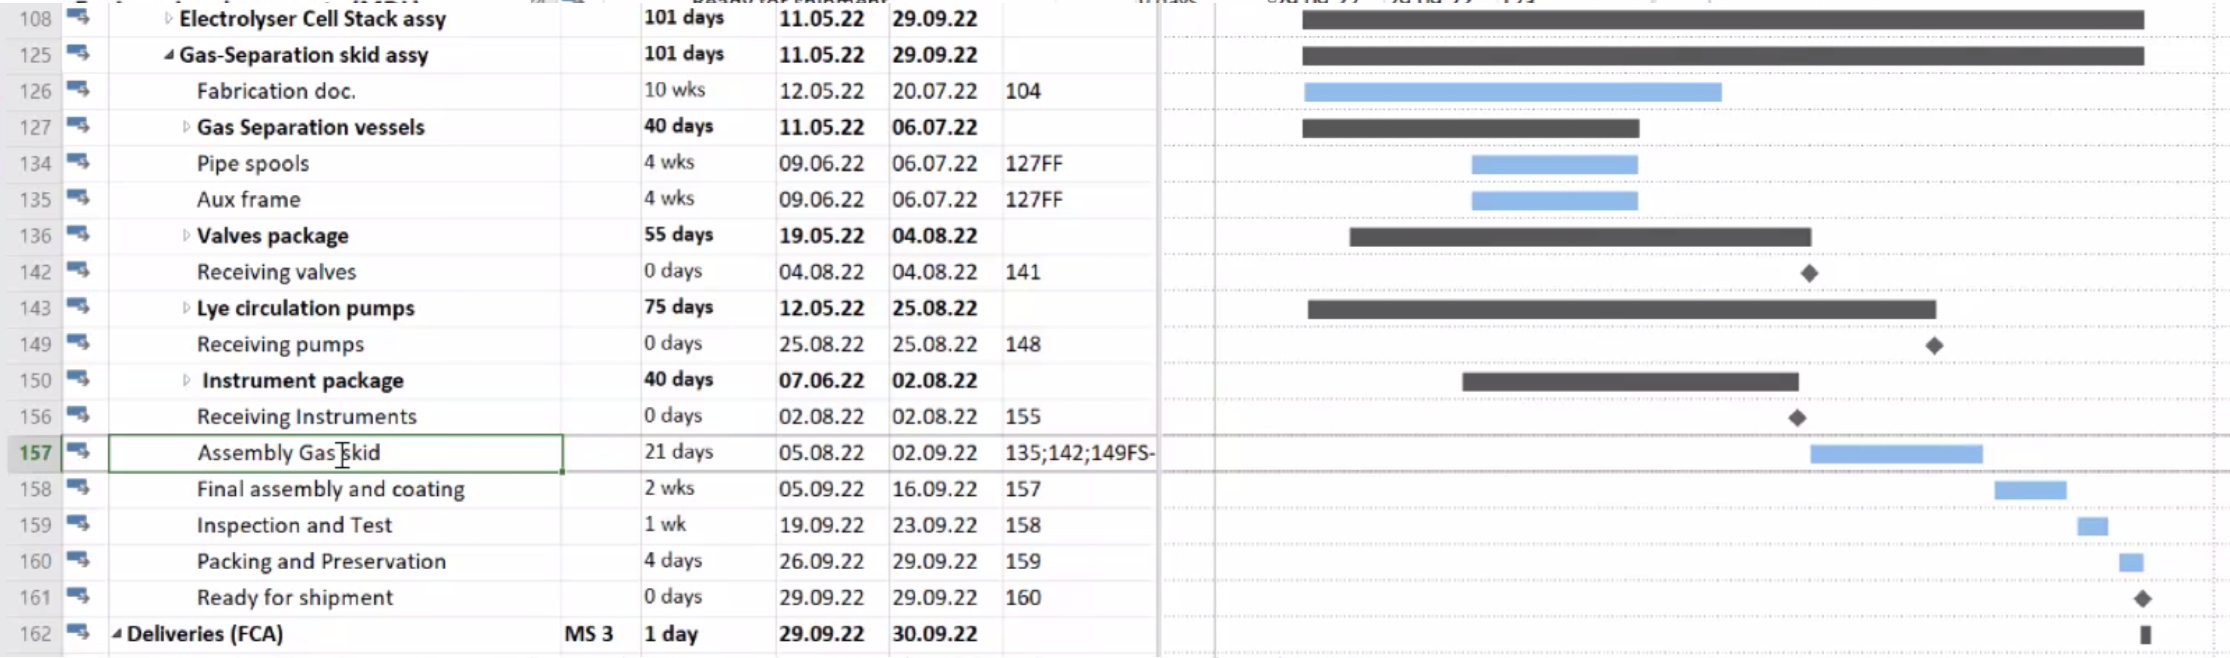 108 Electrolyser Cell Stack assy 101 days 11.05.22 29.09.22
125 Gas-Separation skid assy 101 days 11.05.22 29.09.22
126 Fabrication doc. 10 wks 12.05.22 20.07.22 104
127 Gas Separation vessels 40 days 11.05.22 06.07.22
134 Pipe spools 4 wks 09.06.22 06.07.22 127FF
135 Aux frame 4 wks 09.06.22 06.07.22 127FF
136 Valves package 55 days 19.05.22 04.08.22
142 Receiving valves 0 days 04.08.22 04.08.22 141
143 Lye circulation pumps 75 days 12.05.22 25.08.22
149 Receiving pumps 0 days 25.08.22 25.08.22 148
150 Instrument package 40 days 07.06.22 02.08.22
156 Receiving Instruments 0 days 02.08.22 02.08.22 155
157 Assembly Gas skid 21 days 05.08.22 02.09.22 135;142;149FS-
158 Final assembly and coating 2 wks 05.09.22 16.09.22 157
159 Inspection and Test 1 wk 19.09.22 23.09.22 158
160 Packing and Preservation 4 days 26.09.22 29.09.22 159
161 Ready for shipment 0 days 29.09.22 29.09.22 160
162 Deliveries (FCA) MS 3 1 day 29.09.22 30.09.22